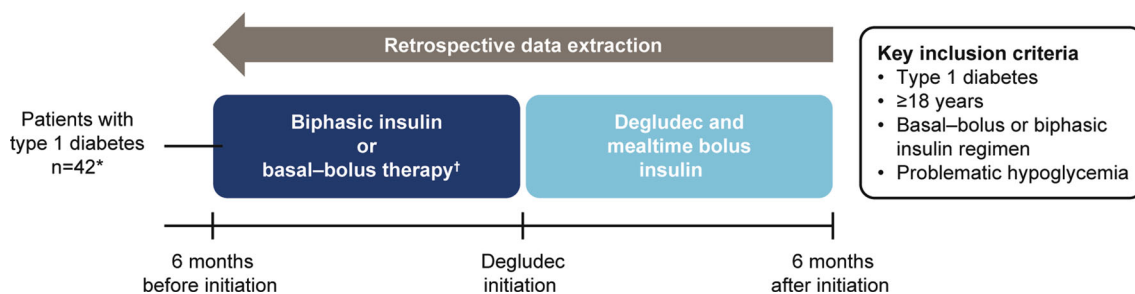 Retrospective data extraction
Patients with
type 1 diabetes
n=42*
Biphasic insulin
or
basal–bolus therapy†
Degludec and
mealtime bolus
insulin
6 months
before initiation
Degludec
initiation
6 months
after initiation
Key inclusion criteria
• Type 1 diabetes
• ≥18 years
• Basal–bolus or biphasic
insulin regimen
• Problematic hypoglycemia